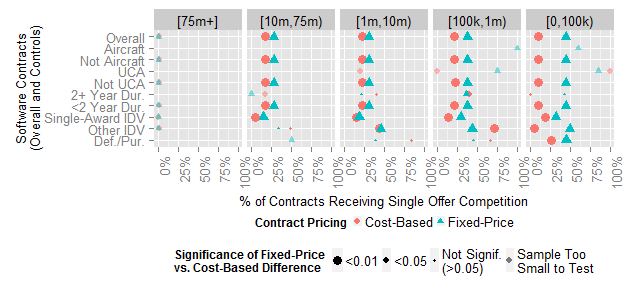 [75m+] [10m,75m) [1m,10m) [100k,1m) [0,100k)
Software Contracts
(Overall and Controls)
Overall
Aircraft
Not Aircraft
UCA
Not UCA
2+ Year Dur.
<2 Year Dur.
Single-Award IDV
Other IDV
Def./Pur.
0% 25% 50% 75% 100% 0% 25% 50% 75% 100% 0% 25% 50% 75% 100% 0% 25% 50% 75% 100% 0% 25% 50% 75% 100%
% of Contracts Receiving Single Offer Competition
Contract Pricing Cost-Based Fixed-Price
Significance of Fixed-Price
vs. Cost-Based Difference
<0.01 <0.05
Not Signif.
(>0.05)
Sample Too
Small to Test